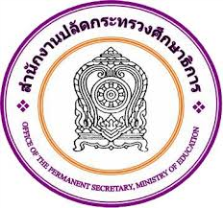 สำนักงานปลัดกระทรวงศึกษาธิการ
OFFICE OF THE PERMANENT SECRETARY, MINISTRY OF EDUCATION